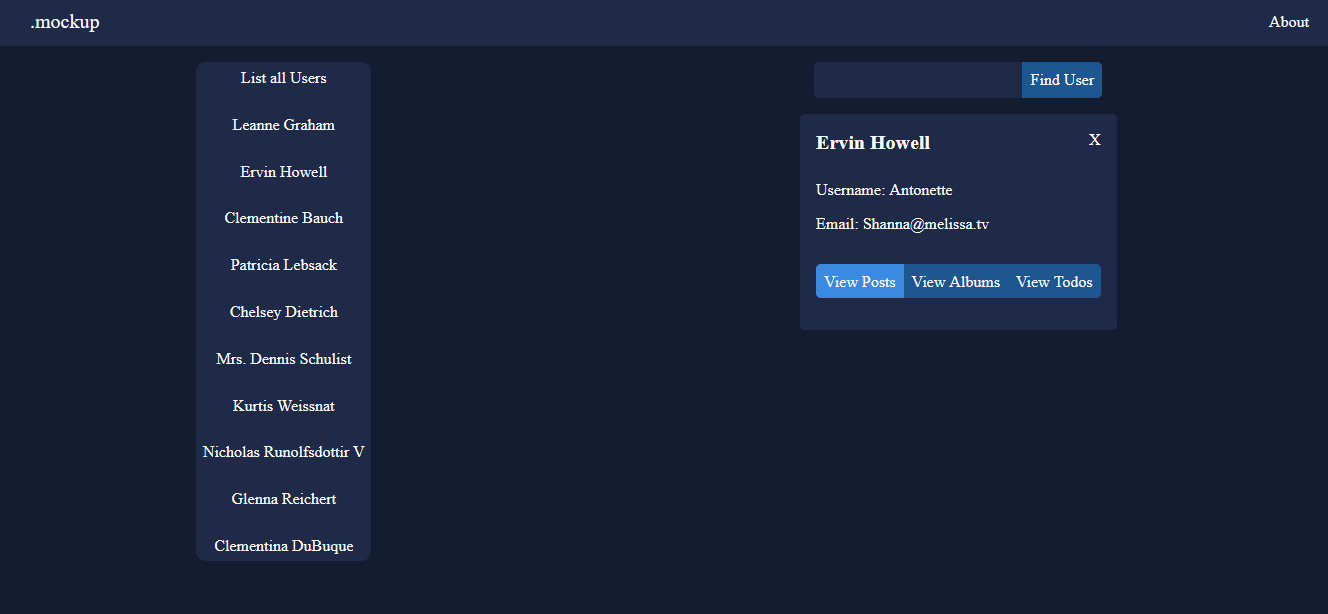 .mockup
About
List all Users
Leanne Graham
Ervin Howell
Clementine Bauch
Patricia Lebsack
Chelsey Dietrich
Mrs. Dennis Schulist
Kurtis Weissnat
Nicholas Runolfsdottir V
Glenna Reichert
Clementina DuBuque
Find User
Ervin Howell
X
Username: Antonette
Email: Shanna@melissa.tv
View Posts View Albums View Todos